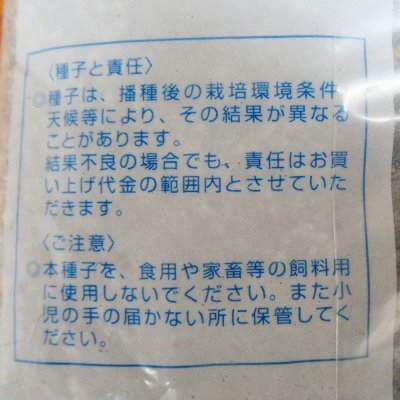 〈種子と責任〉
◎種子は、播種後の栽培環境条件、
天候等により、その結果が異なる
ことがあります。
結果不良の場合でも、責任はお買
い上げ代金の範囲内とさせていた
だきます。
〈ご注意〉
◎本種子を、食用や家畜等の飼料用
に使用しないでください。また小
児の手の届かない所に保管してく
ださい。